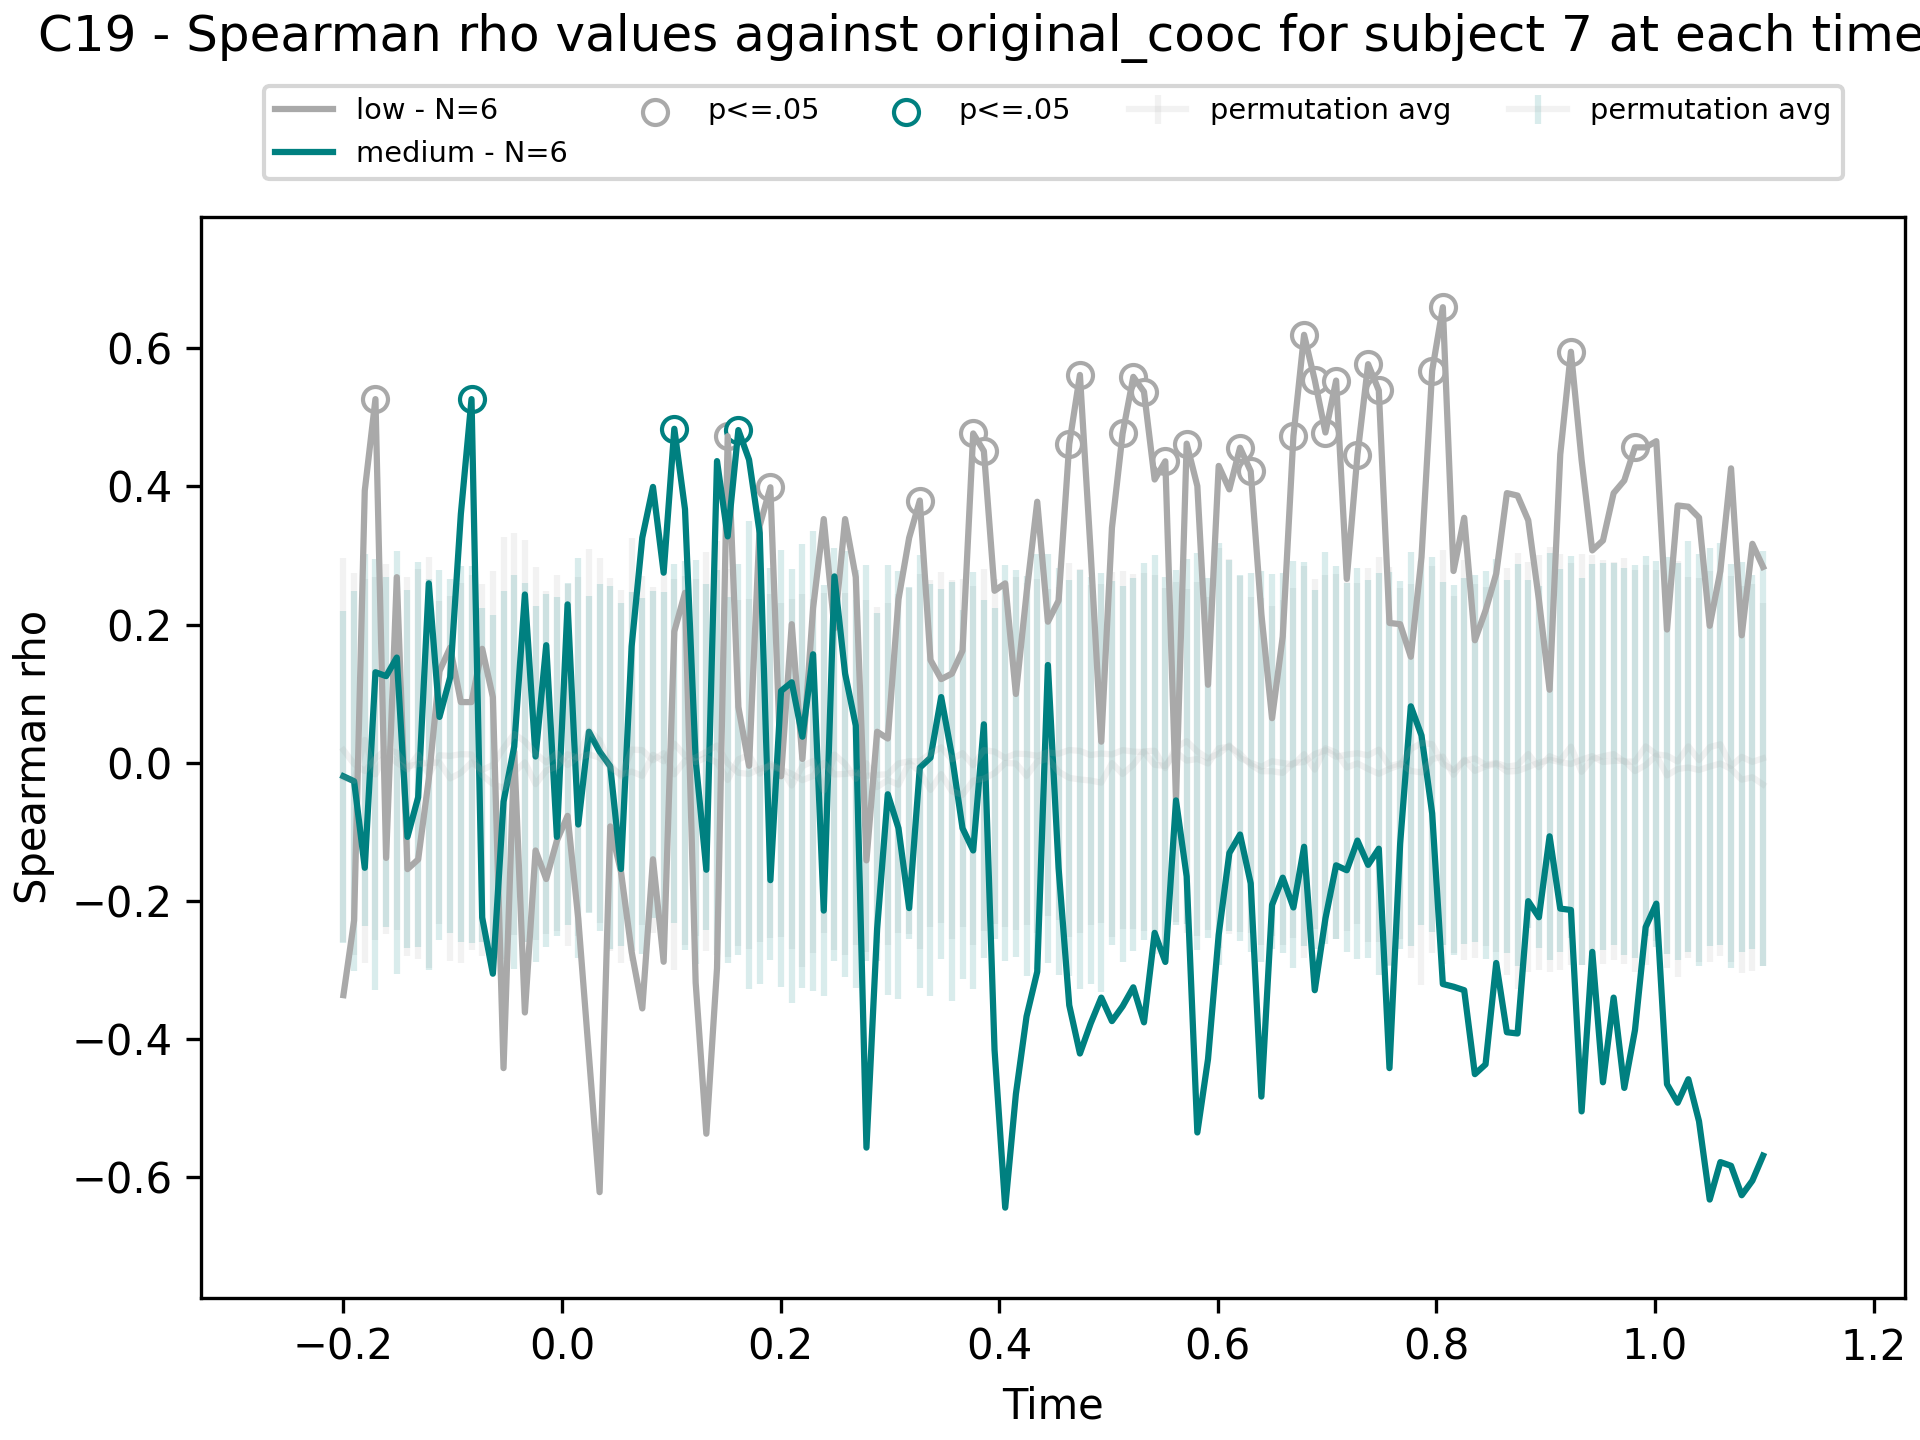 C19 - Spearman rho values against original_cooc for subject 7 at each time
low - N=6
medium - N=6
p<=.05
p<=.05
permutation avg
permutation avg
Spearman rho
0.6
0.4
0.2
0.0
−0.2
−0.4
−0.6
−0.2
0.0
0.2
0.4
0.6
0.8
1.0
1.2
Time